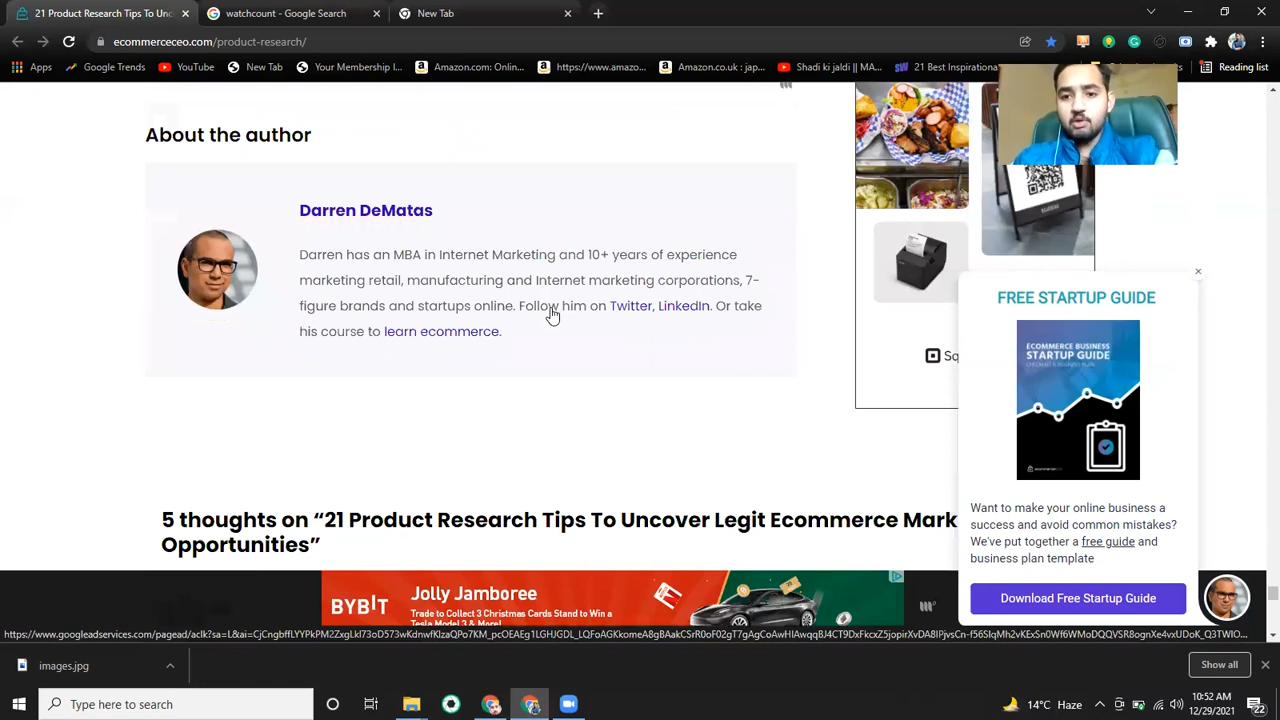 21 Product Research Tips To Unc
watchcount - Google Search
New Tab
ecommerceceo.com/product-research/
Apps
Google Trends
YouTube
New Tab
Your Membership I...
Amazon.com: Onlin...
https://www.amazo...
Amazon.co.uk : jap...
Shadi ki jaldi || MA...
21 Best Inspirationa
Reading list
About the author
Darren DeMatas
Darren has an MBA in Internet Marketing and 10+ years of experience
marketing retail, manufacturing and Internet marketing corporations, 7-
figure brands and startups online. Follow him on Twitter, LinkedIn. Or take
his course to learn ecommerce.
Sq
FREE STARTUP GUIDE
ECOMMERCE BUSINESS
STARTUP GUIDE
Want to make your online business a
success and avoid common mistakes?
We've put together a free guide and
business plan template
Download Free Startup Guide
5 thoughts on “21 Product Research Tips To Uncover Legit Ecommerce Mark
Opportunities”
BYBIT
Jolly Jamboree
Trade to Collect 3 Christmas Cards Stand to Win a
Tesla Model 3 & More!
images.jpg
Show all
Type here to search
14°C Haze
10:52 AM
12/29/2021
22